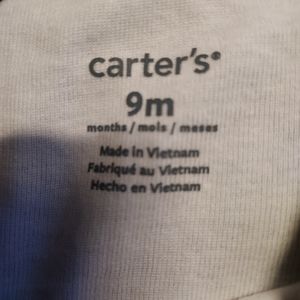 carter's®
9m
months / mois / meses
Made in Vietnam
Fabriqué au Vietnam
Hecho en Vietnam